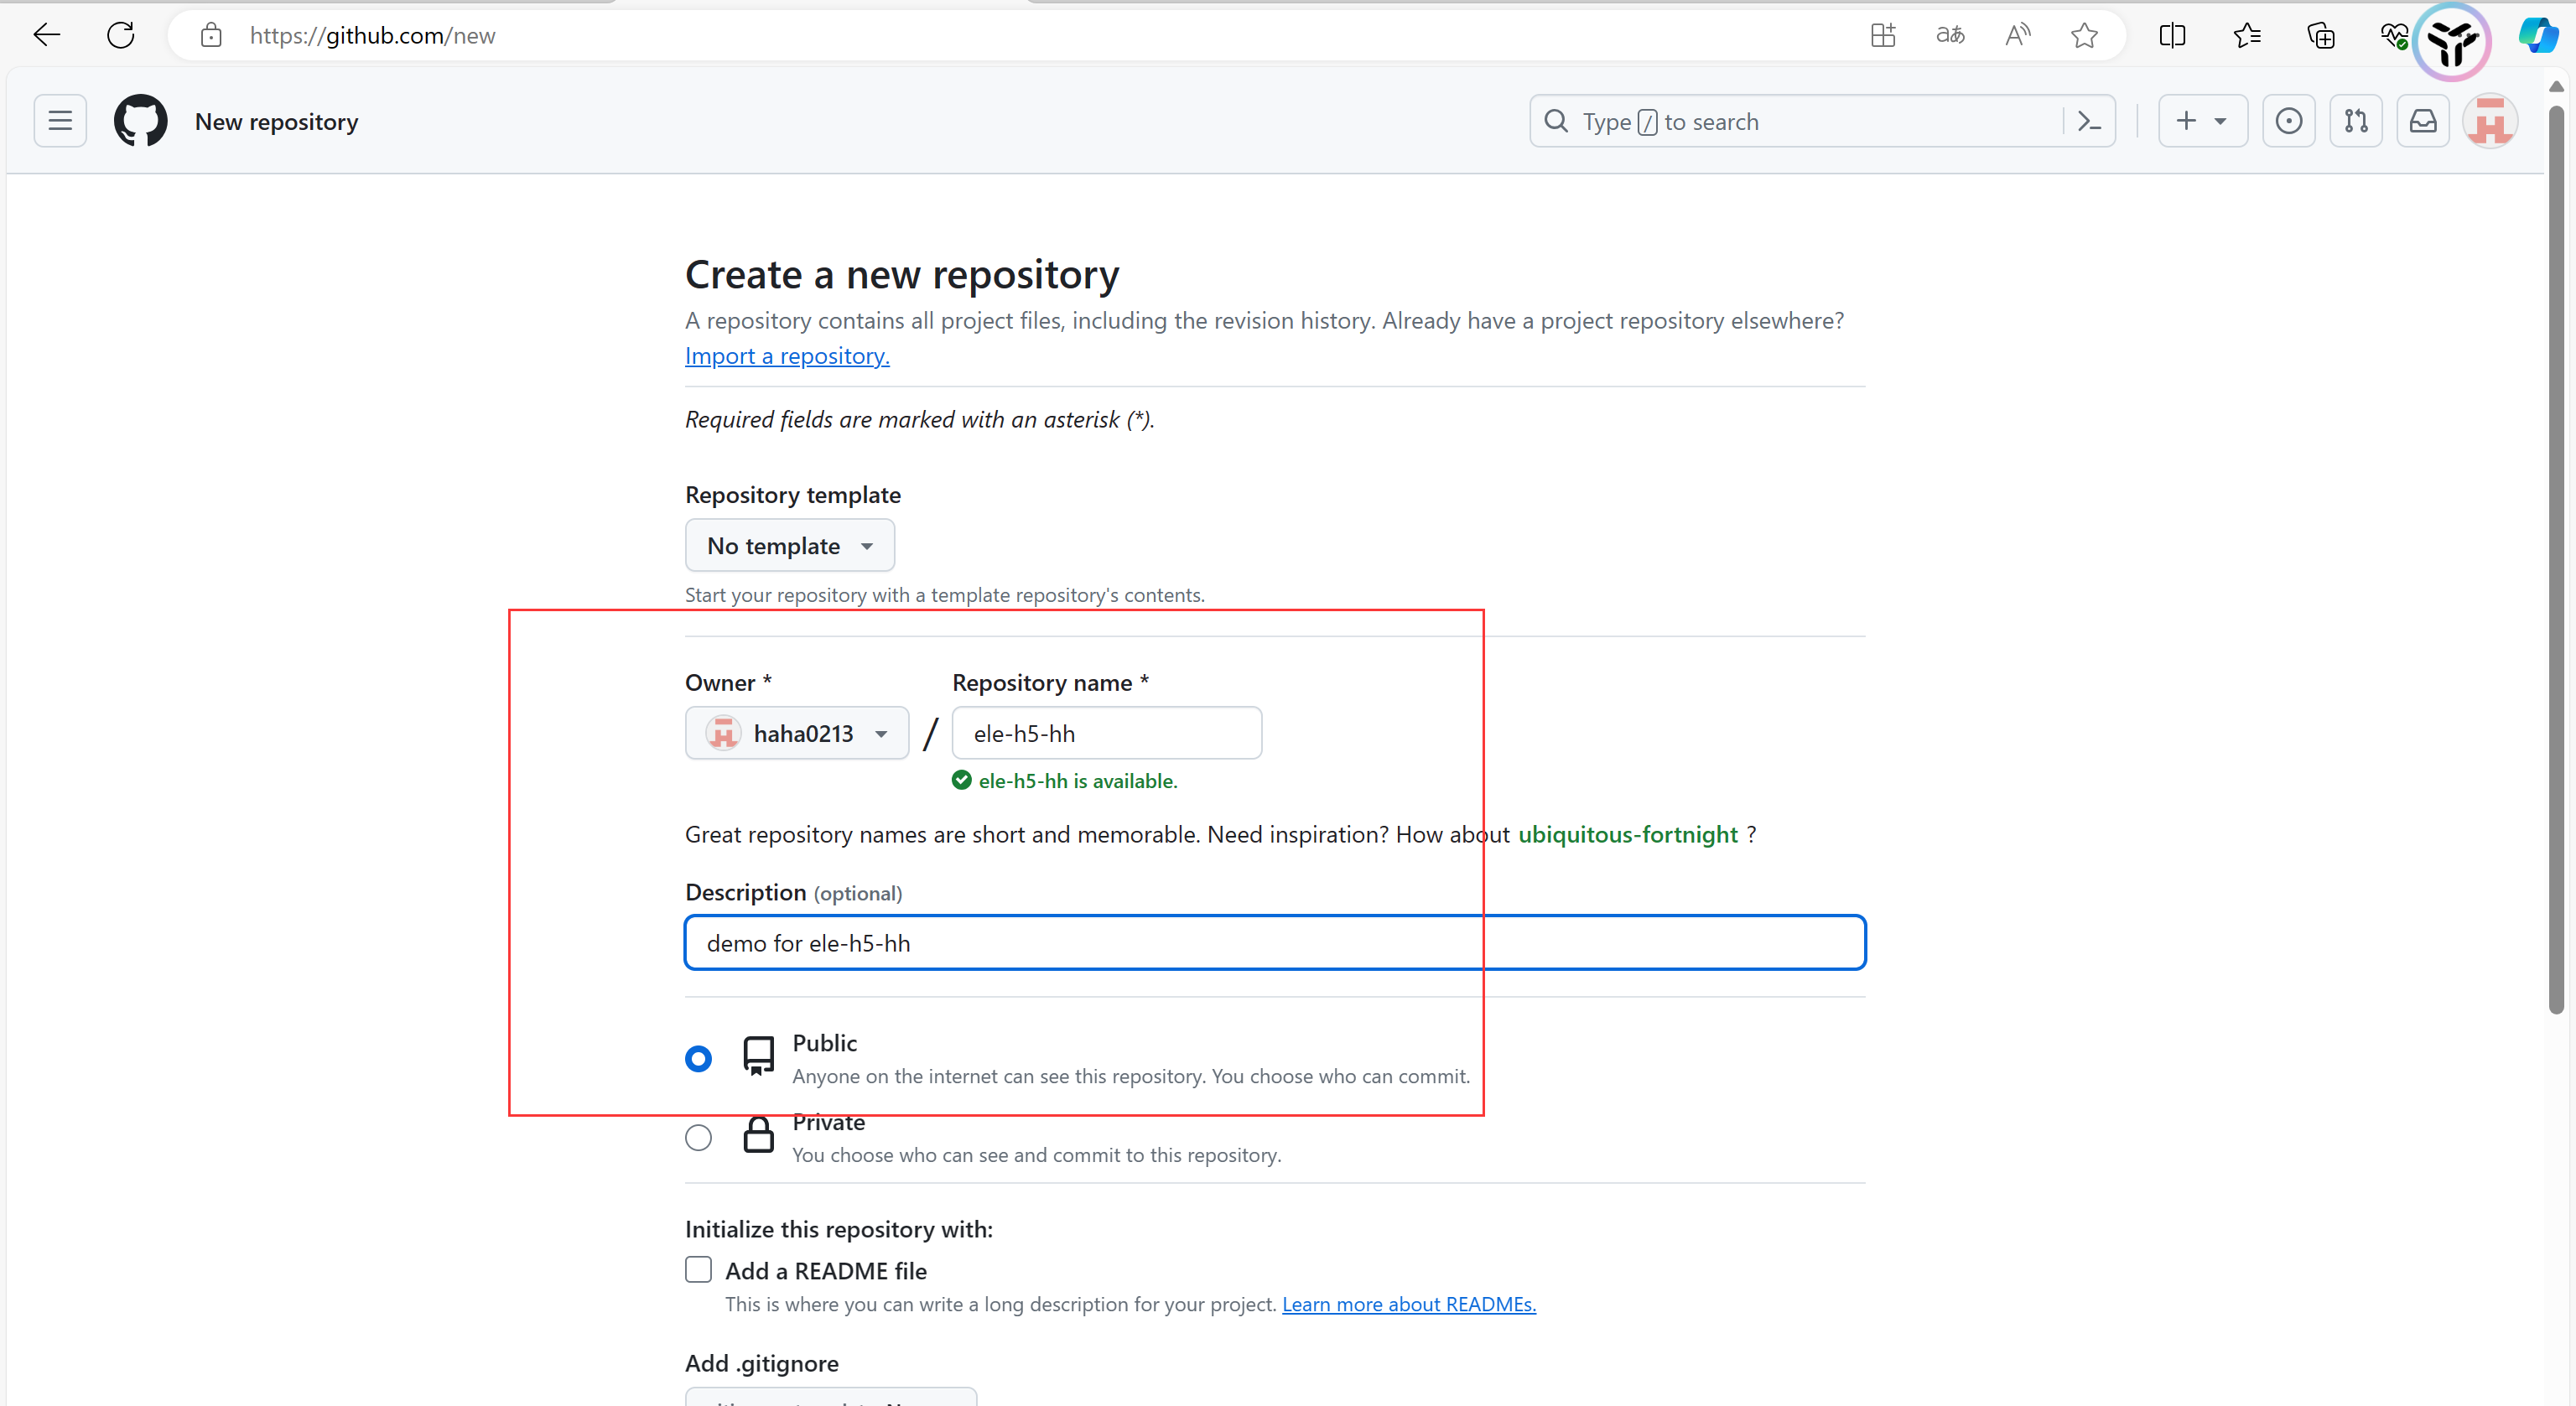 https://github.com/new
New repository
Type / to search
Create a new repository
A repository contains all project files, including the revision history. Already have a project repository elsewhere?
Import a repository.
Required fields are marked with an asterisk (*).
Repository template
No template
Start your repository with a template repository's contents.
Owner * Repository name *
haha0213 / ele-h5-hh
ele-h5-hh is available.
Great repository names are short and memorable. Need inspiration? How about ubiquitous-fortnight ?
Description (optional)
demo for ele-h5-hh
Public
Anyone on the internet can see this repository. You choose who can commit.
Private
You choose who can see and commit to this repository.
Initialize this repository with:
Add a README file
This is where you can write a long description for your project. Learn more about READMEs.
Add .gitignore